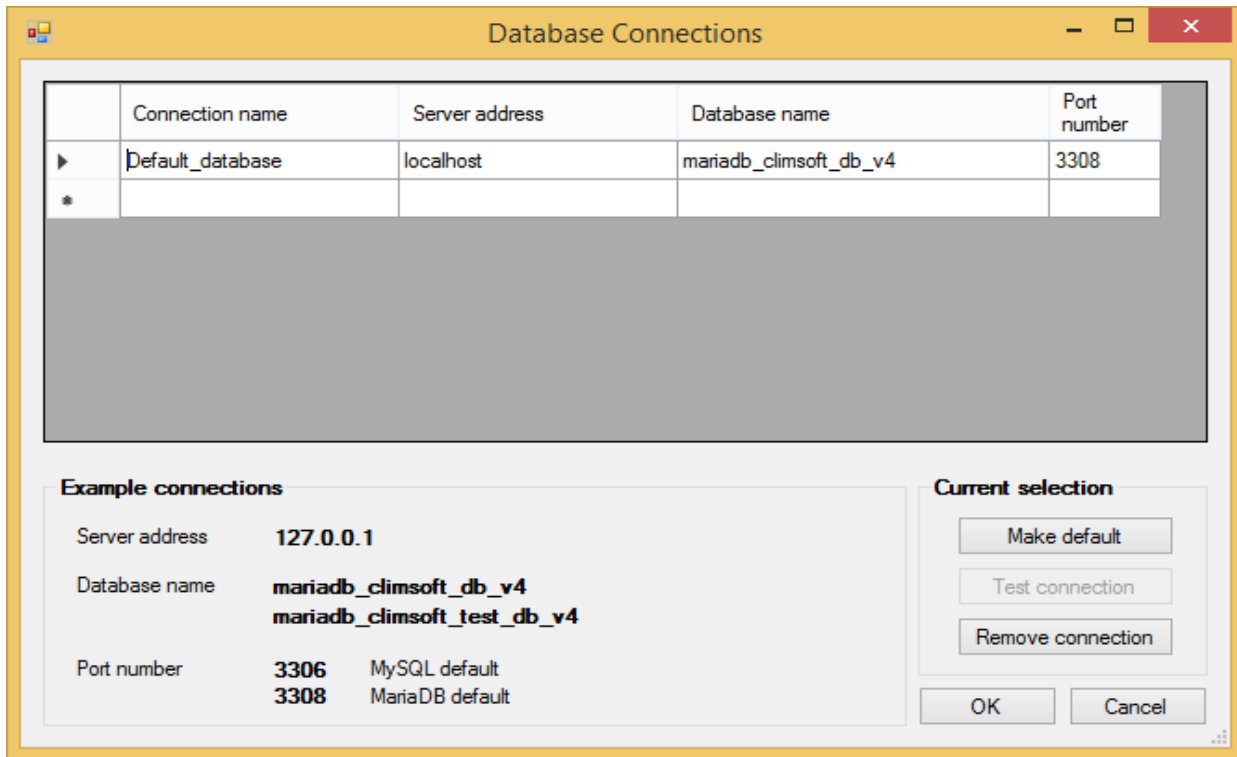 Database Connections
Connection name Server address Database name Port number
Default_database localhost mariadb_climsoft_db_v4 3308
Example connections
Server address 127.0.0.1
Database name mariadb_climsoft_db_v4
mariadb_climsoft_test_db_v4
Port number 3306 MySQL default
3308 MariaDB default
Current selection
Make default
Test connection
Remove connection
OK Cancel